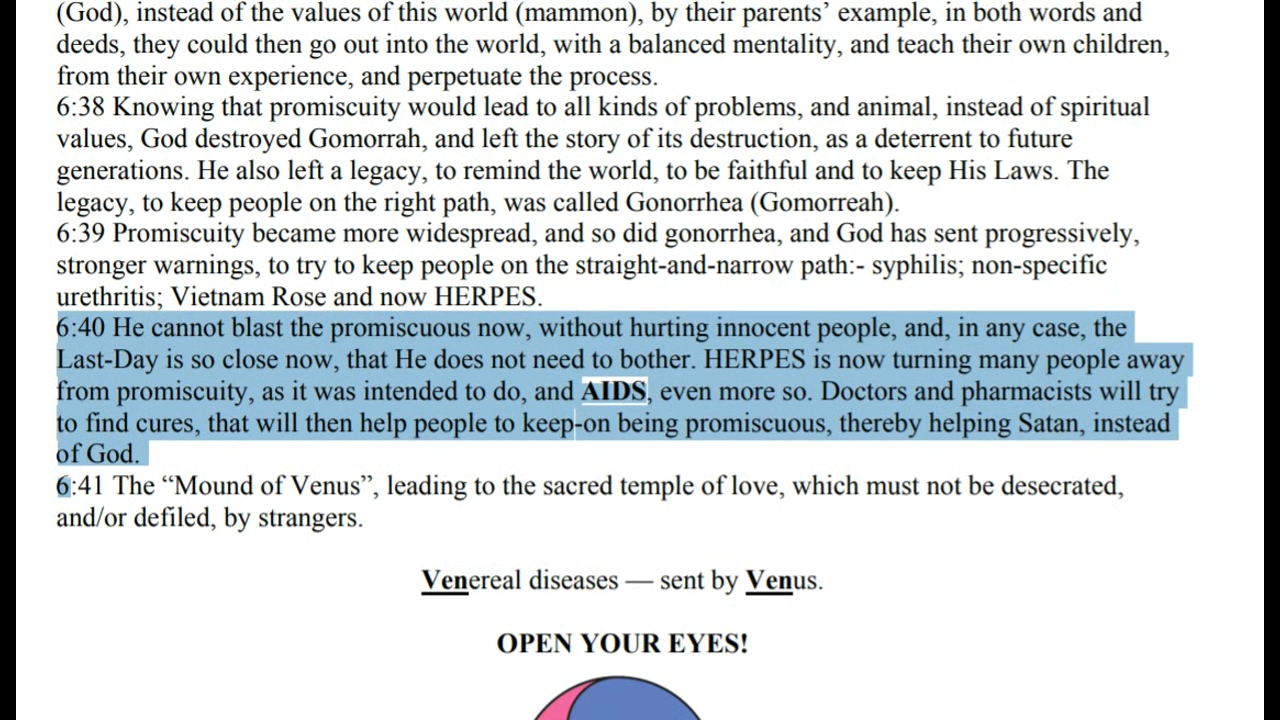 (God), instead of the values of this world (mammon), by their parents’ example, in both words and
deeds, they could then go out into the world, with a balanced mentality, and teach their own children,
from their own experience, and perpetuate the process.
6:38 Knowing that promiscuity would lead to all kinds of problems, and animal, instead of spiritual
values, God destroyed Gomorrah, and left the story of its destruction, as a deterrent to future
generations. He also left a legacy, to remind the world, to be faithful and to keep His Laws. The
legacy, to keep people on the right path, was called Gonorrhea (Gomorreah).
6:39 Promiscuity became more widespread, and so did gonorrhea, and God has sent progressively,
stronger warnings, to try to keep people on the straight-and-narrow path:- syphilis; non-specific
urethritis; Vietnam Rose and now HERPES.
6:40 He cannot blast the promiscuous now, without hurting innocent people, and, in any case, the
Last-Day is so close now, that He does not need to bother. HERPES is now turning many people away
from promiscuity, as it was intended to do, and AIDS, even more so. Doctors and pharmacists will try
to find cures, that will then help people to keep-on being promiscuous, thereby helping Satan, instead
of God.
6:41 The “Mound of Venus”, leading to the sacred temple of love, which must not be desecrated,
and/or defiled, by strangers.
Venereal diseases — sent by Venus.
OPEN YOUR EYES!